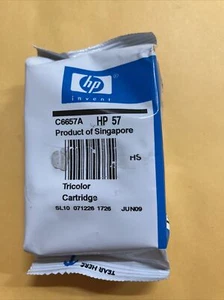 hp
invent
C6657A HP 57
Product of Singapore
HS
Tricolor
Cartridge
SL10 071226 1726 JUN09
TEAR HERE